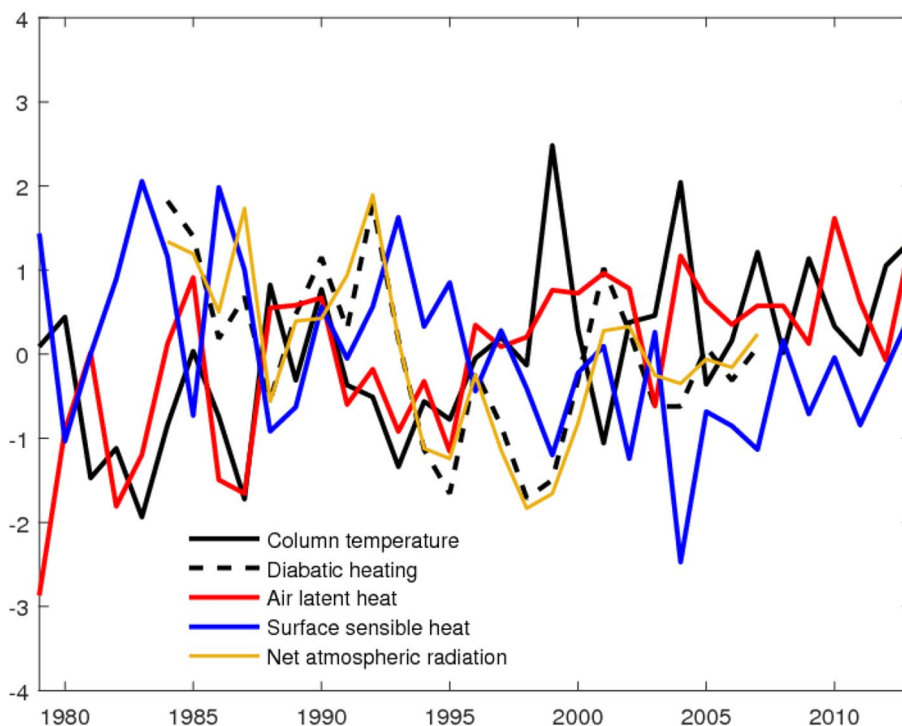 4
3
2
1
0
-1
-2
-3
-4
Column temperature
Diabatic heating
Air latent heat
Surface sensible heat
Net atmospheric radiation
1980 1985 1990 1995 2000 2005 2010